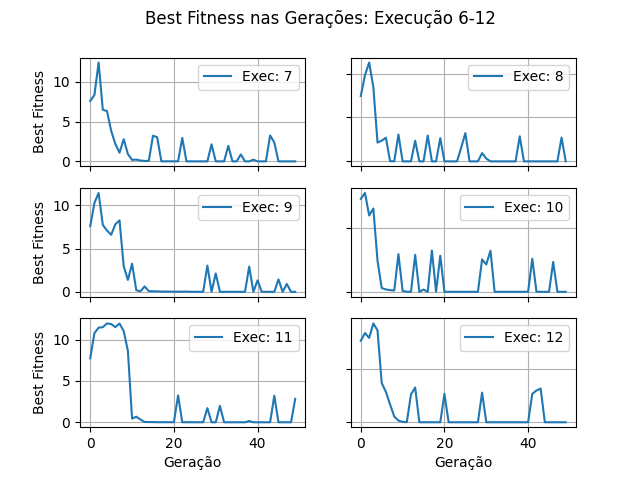 Best Fitness nas Gerações: Execução 6-12
Best Fitness
10
5
0
Exec: 7
Exec: 8
Best Fitness
10
5
0
Exec: 9
Exec: 10
Best Fitness
10
5
0
Exec: 11
Exec: 12
0 20 40
0 20 40
Geração
Geração